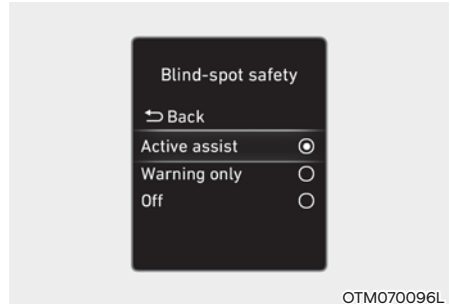 Blind-spot safety
Back
Active assist
Warning only
Off
OTM070096L